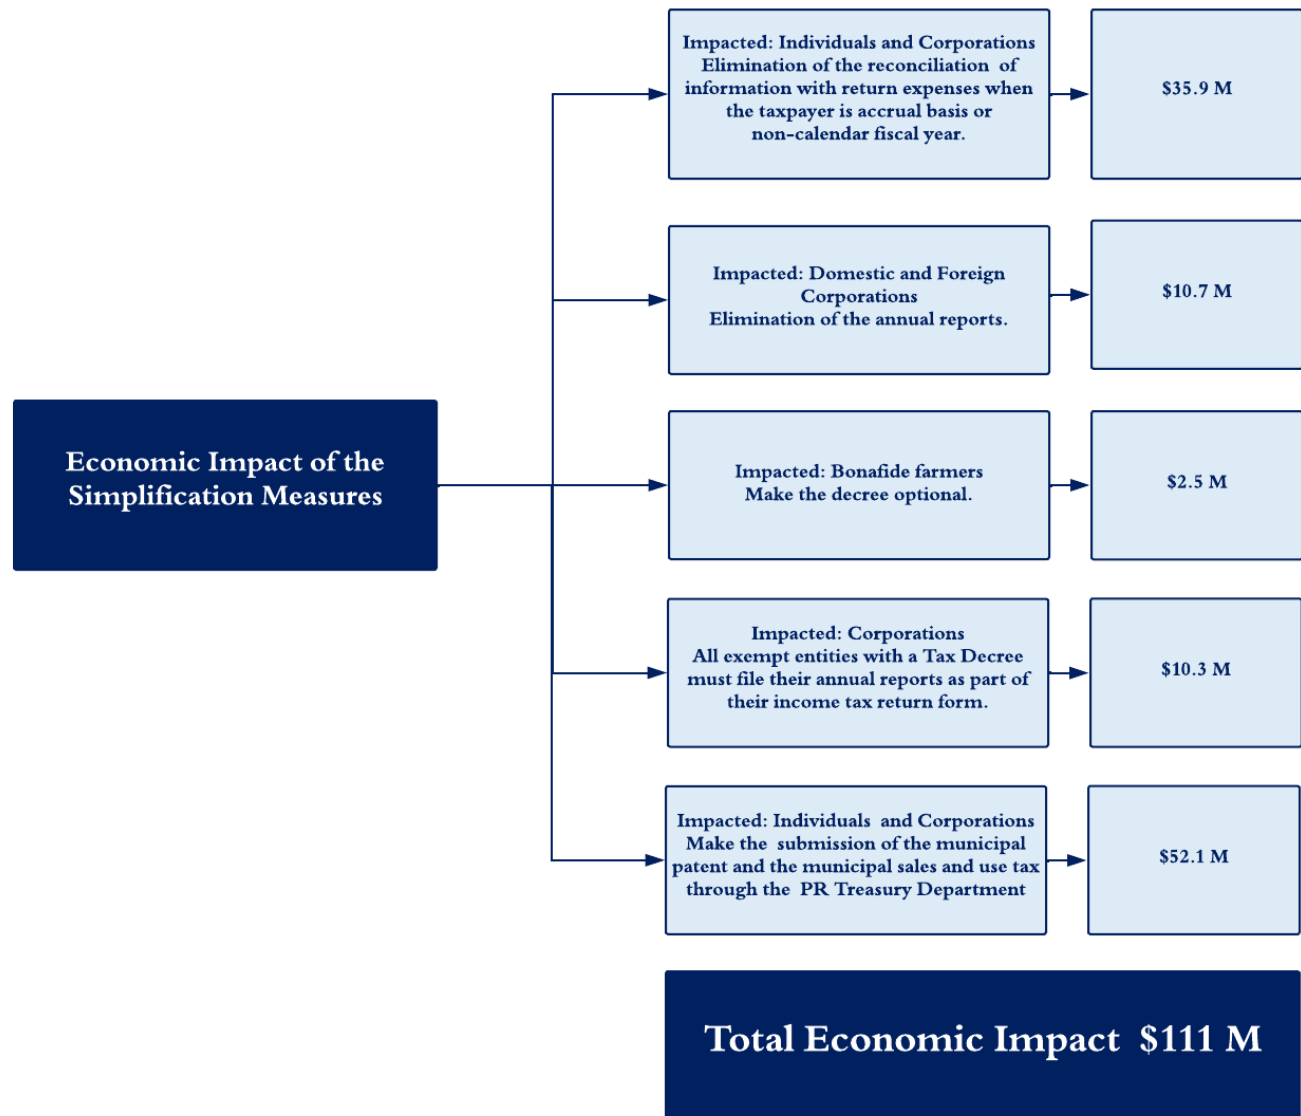 Impacted: Individuals and Corporations
Elimination of the reconciliation of
information with return expenses when
the taxpayer is accrual basis or
non-calendar fiscal year.
$35.9 M
Impacted: Domestic and Foreign
Corporations
Elimination of the annual reports.
$10.7 M
Economic Impact of the
Simplification Measures
Impacted: Bonafide farmers
Make the decree optional.
$2.5 M
Impacted: Corporations
All exempt entities with a Tax Decree
must file their annual reports as part of
their income tax return form.
$10.3 M
Impacted: Individuals and Corporations
Make the submission of the municipal
patent and the municipal sales and use tax
through the PR Treasury Department
$52.1 M
Total Economic Impact $111 M